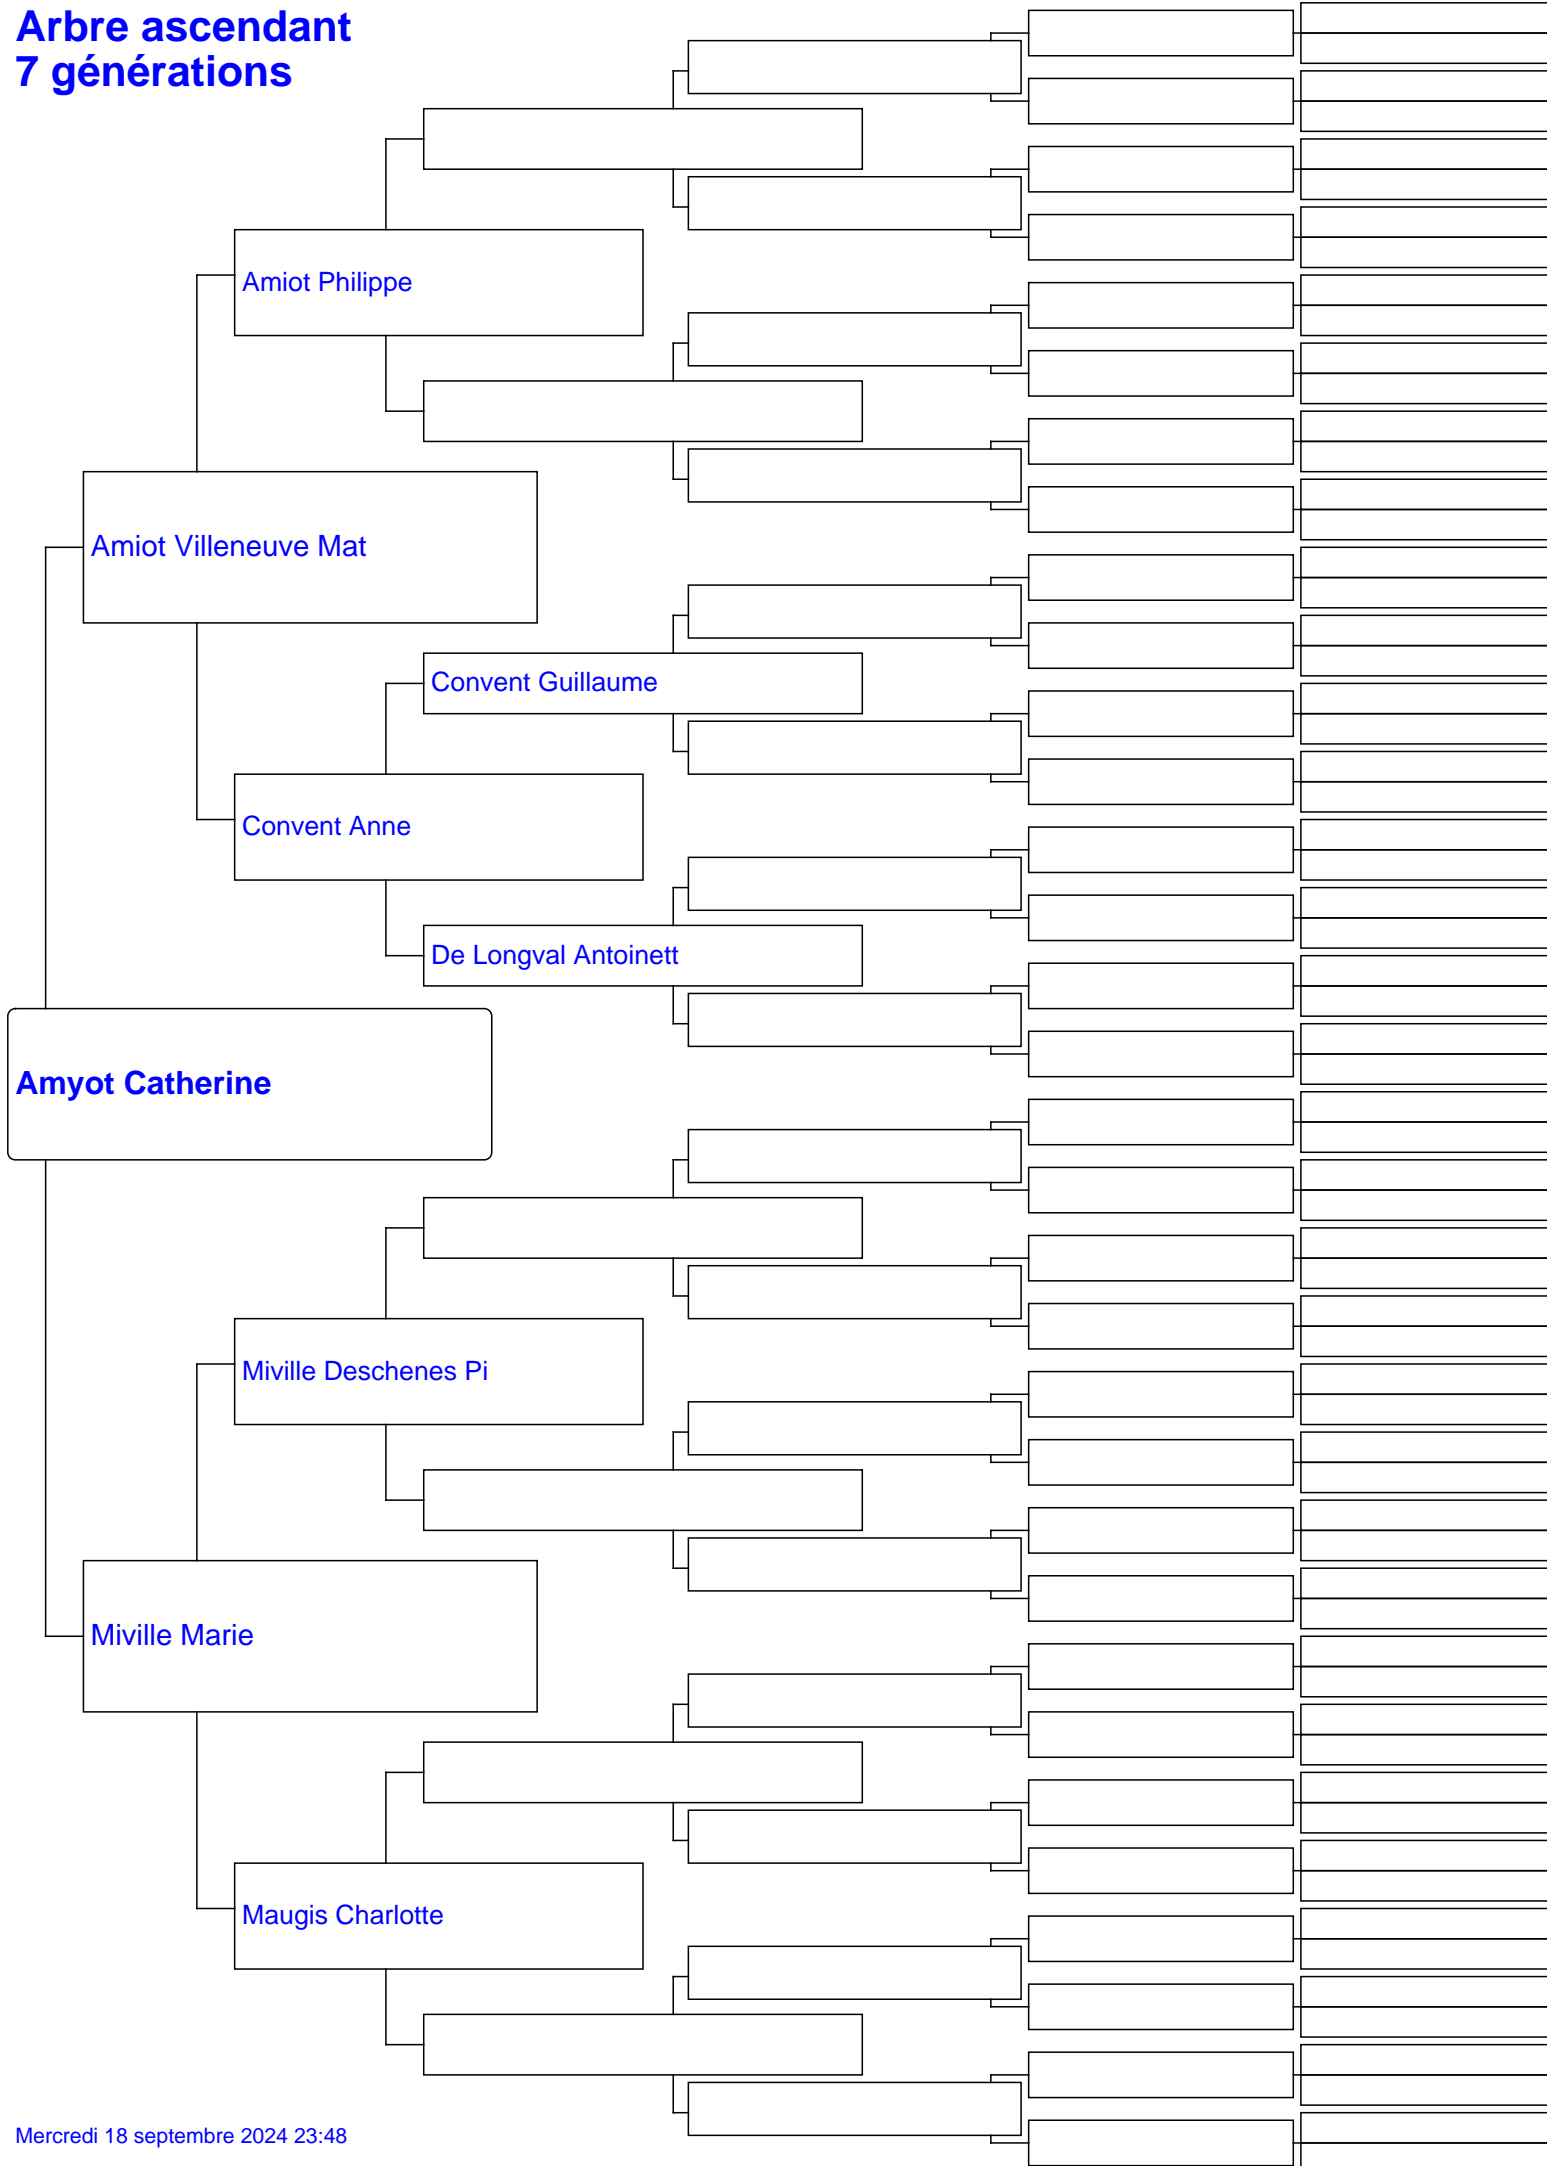 Arbre ascendant
7 générations
Amiot Philippe
Amiot Villeneuve Mat
Convent Guillaume
Convent Anne
De Longval Antoinett
Amyot Catherine
Miville Deschenes Pi
Miville Marie
Maugis Charlotte
Mercredi 18 septembre 2024 23:48